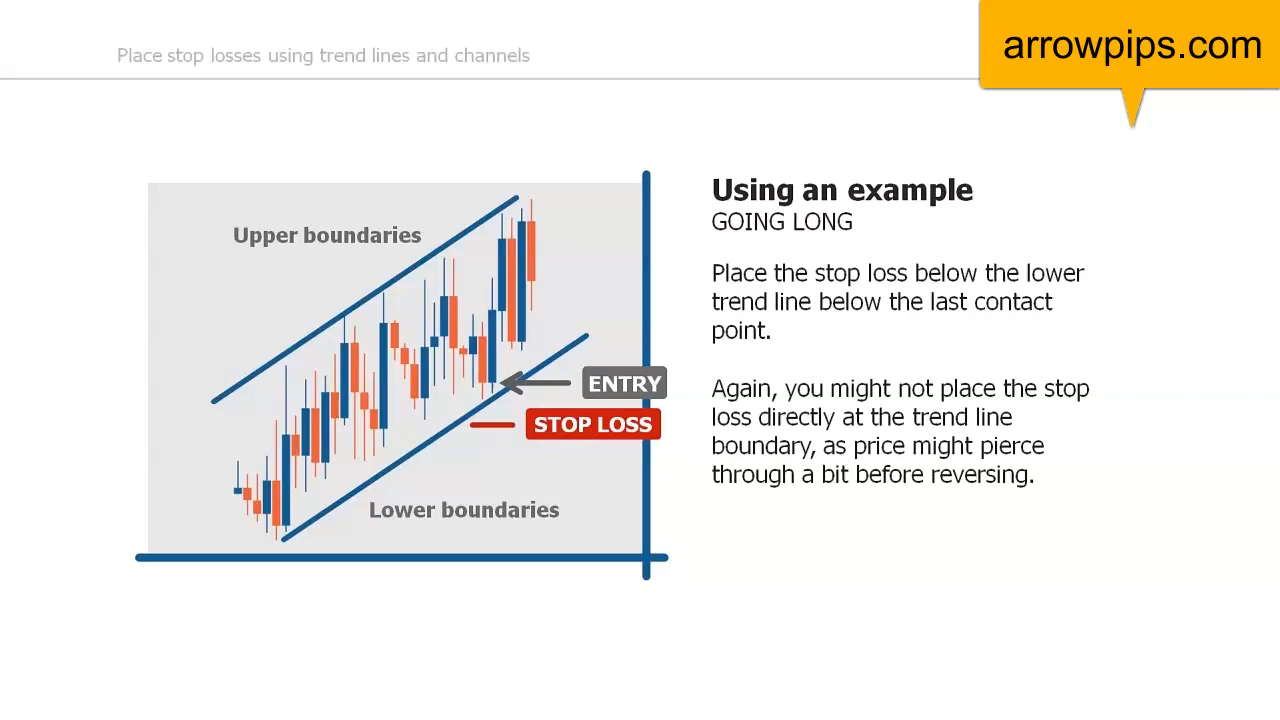 Place stop losses using trend lines and channels
arrowpips.com
Using an example
GOING LONG
Place the stop loss below the lower
trend line below the last contact
point.
Again, you might not place the stop
loss directly at the trend line
boundary, as price might pierce
through a bit before reversing.
Upper boundaries
ENTRY
STOP LOSS
Lower boundaries